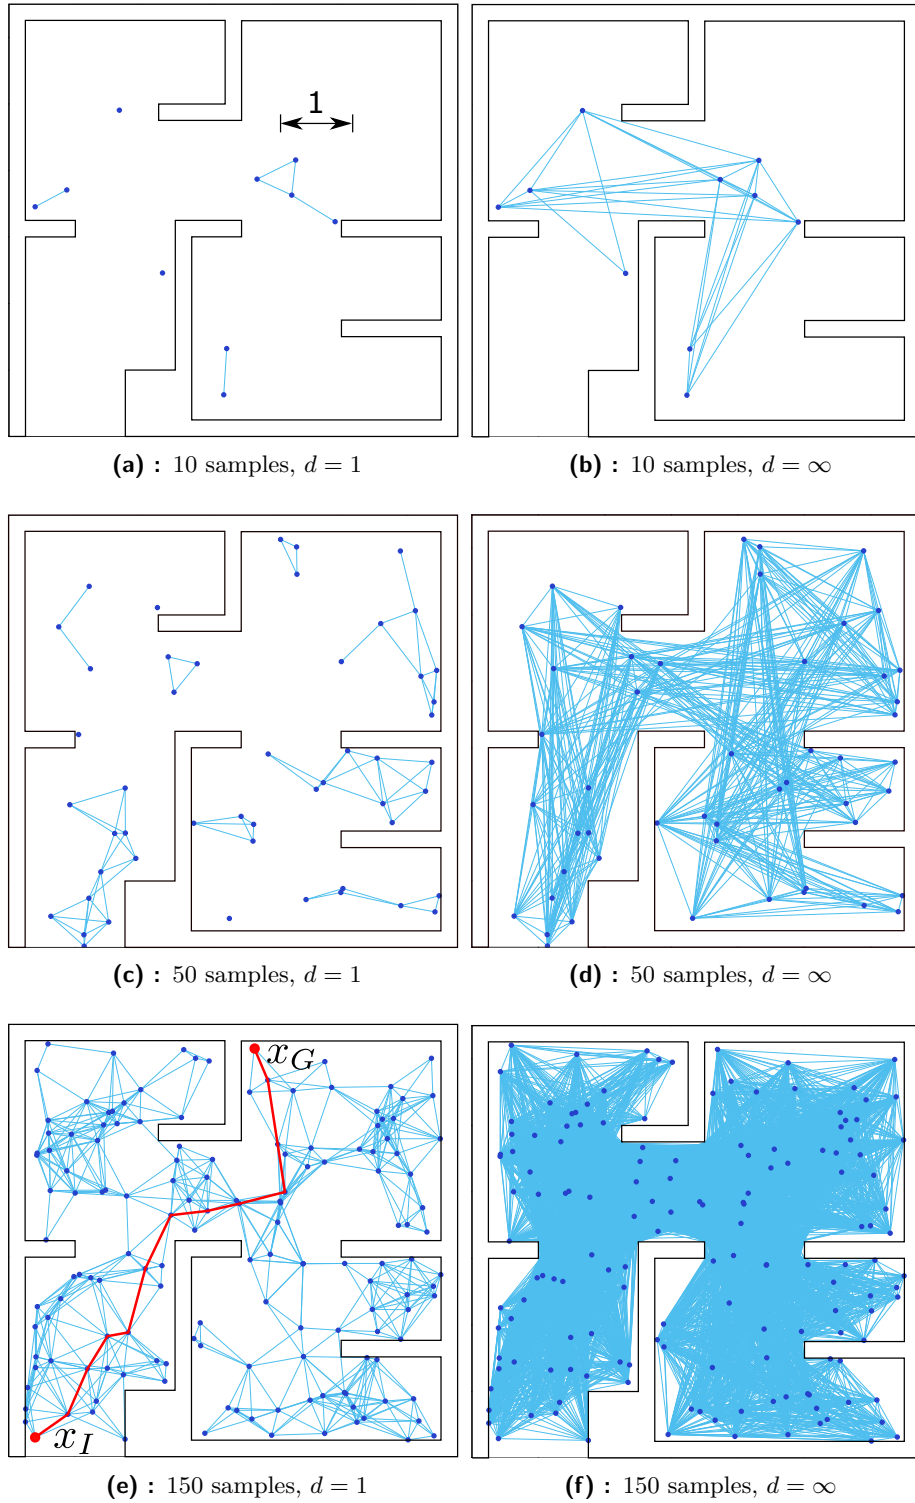 1
(a) : 10 samples, d = 1
(b) : 10 samples, d = ∞
(c) : 50 samples, d = 1
(d) : 50 samples, d = ∞
x_G
x_I
(e) : 150 samples, d = 1
(f) : 150 samples, d = ∞